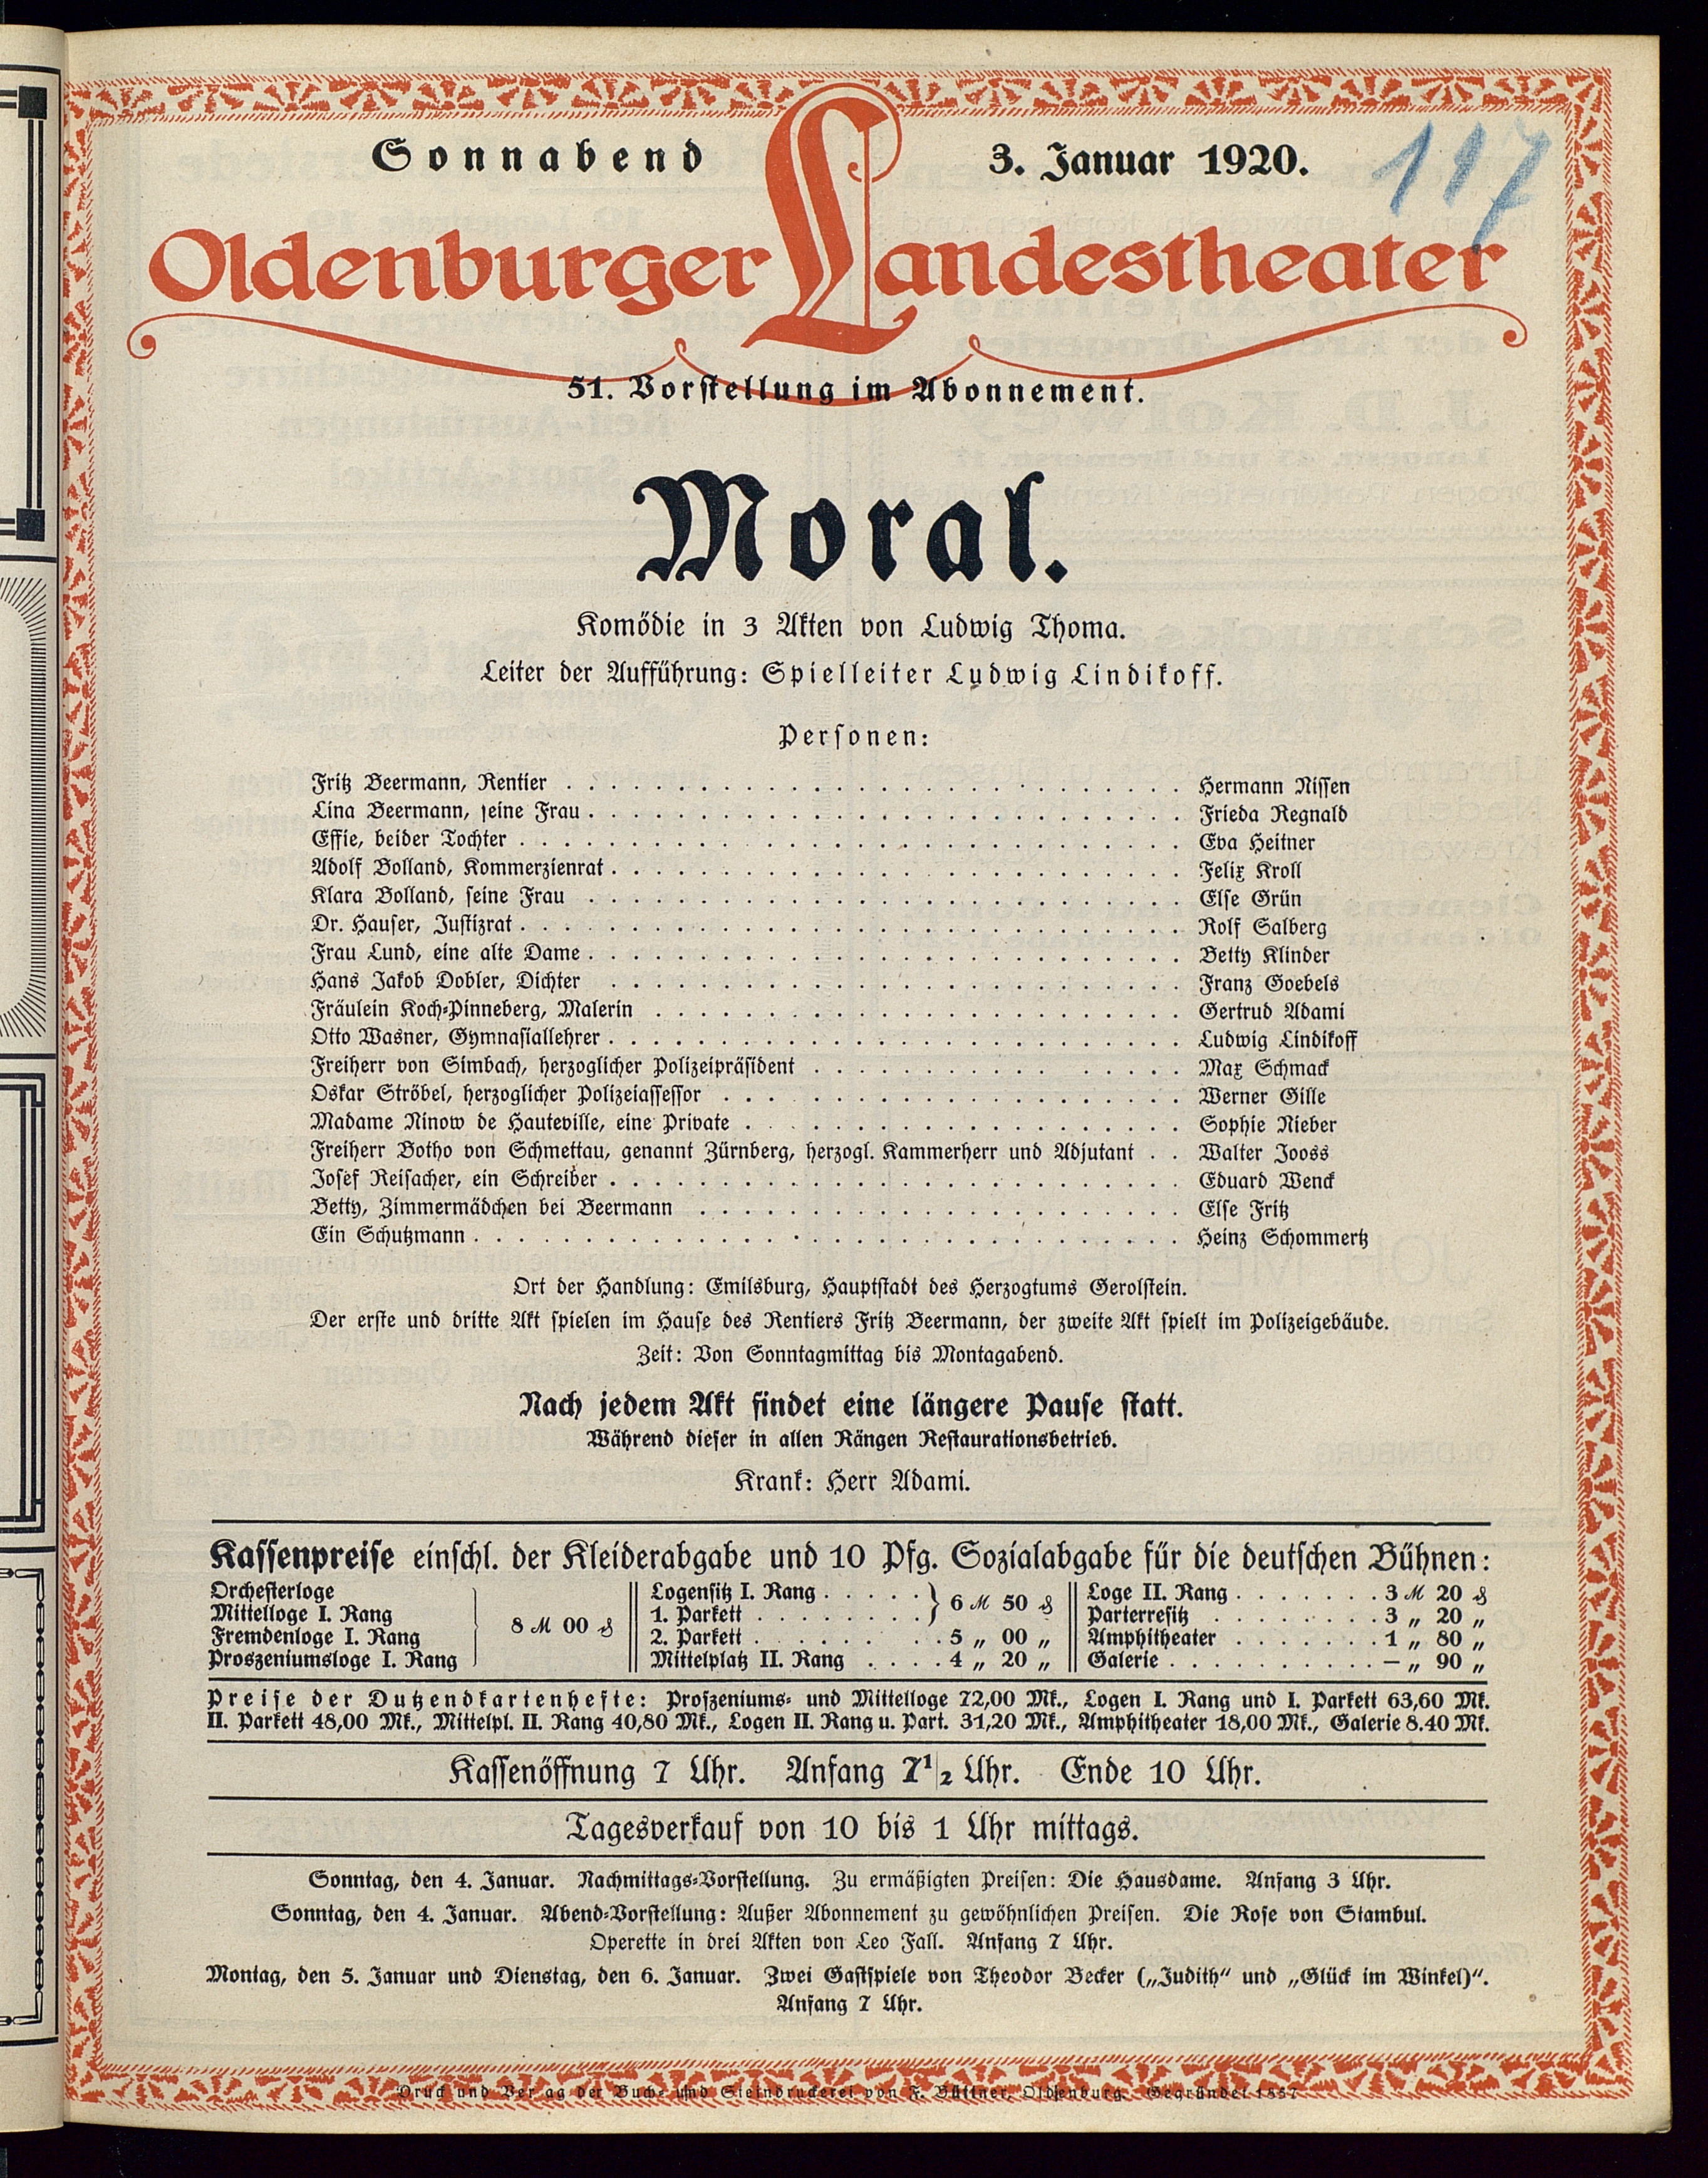 Sonnabend 3. Januar 1920.
117
Oldenburger Landestheater
51. Vorstellung im Abonnement.
Moral.
Komödie in 3 Akten von Ludwig Thoma.
Leiter der Aufführung: Spielleiter Ludwig Lindikoff.
Personen:
Fritz Beermann, Rentier . . . . . Hermann Nissen
Lina Beermann, seine Frau . . . . . Frieda Regnald
Effie, beider Tochter . . . . . Eva Heitner
Adolf Bolland, Kommerzienrat . . . . . Felix Kroll
Klara Bolland, seine Frau . . . . . Else Grün
Dr. Hauser, Justizrat . . . . . Rolf Salberg
Frau Lund, eine alte Dame . . . . . Betty Klinder
Hans Jakob Dobler, Dichter . . . . . Franz Goebels
Fräulein Koch-Pinneberg, Malerin . . . . . Gertrud Adami
Otto Wasner, Gymnasiallehrer . . . . . Ludwig Lindikoff
Freiherr von Simbach, herzoglicher Polizeipräsident . . . . . Max Schmack
Oskar Ströbel, herzoglicher Polizeiassessor . . . . . Werner Gille
Madame Ninow de Hauteville, eine Private . . . . . Sophie Nieber
Freiherr Botho von Schmettau, genannt Zürnberg, herzogl. Kammerherr und Adjutant . . Walter Jooss
Josef Reisacher, ein Schreiber . . . . . Eduard Wenck
Betty, Zimmermädchen bei Beermann . . . . . Else Fritz
Ein Schutzmann . . . . . Heinz Schommertz
Ort der Handlung: Emilsburg, Hauptstadt des Herzogtums Gerolstein.
Der erste und dritte Akt spielen im Hause des Rentiers Fritz Beermann, der zweite Akt spielt im Polizeigebäude.
Zeit: Von Sonntagmittag bis Montagabend.
Nach jedem Akt findet eine längere Pause statt.
Während dieser in allen Rängen Restaurationsbetrieb.
Krank: Herr Adami.
Kassenpreise einschl. der Kleiderabgabe und 10 Pfg. Sozialabgabe für die deutschen Bühnen:
Orchesterloge
Mittelloge I. Rang
Fremdenloge I. Rang
Proszeniumsloge I. Rang
8 ℳ 00 ₰
Logensitz I. Rang . . . . .
1. Parkett . . . . .
6 ℳ 50 ₰
2. Parkett . . . . . 5 „ 00 „
Mittelplatz II. Rang . . . . 4 „ 20 „
Loge II. Rang . . . . . 3 ℳ 20 ₰
Parterresitz . . . . . 3 „ 20 „
Amphitheater . . . . . 1 „ 80 „
Galerie . . . . . — „ 90 „
Preise der Dutzendkartenhefte: Proszeniums- und Mittelloge 72,00 Mk., Logen I. Rang und I. Parkett 63,60 Mk.
II. Parkett 48,00 Mk., Mittelpl. II. Rang 40,80 Mk., Logen II. Rang u. Part. 31,20 Mk., Amphitheater 18,00 Mk., Galerie 8.40 Mk.
Kassenöffnung 7 Uhr. Anfang 7 1/2 Uhr. Ende 10 Uhr.
Tagesverkauf von 10 bis 1 Uhr mittags.
Sonntag, den 4. Januar. Nachmittags-Vorstellung. Zu ermäßigten Preisen: Die Hausdame. Anfang 3 Uhr.
Sonntag, den 4. Januar. Abend-Vorstellung: Außer Abonnement zu gewöhnlichen Preisen. Die Rose von Stambul.
Operette in drei Akten von Leo Fall. Anfang 7 Uhr.
Montag, den 5. Januar und Dienstag, den 6. Januar. Zwei Gastspiele von Theodor Becker („Judith“ und „Glück im Winkel)“.
Anfang 7 Uhr.
Druck und Verlag der Buch- und Steindruckerei von F. Büttner, Oldenburg. Gegründet 1857